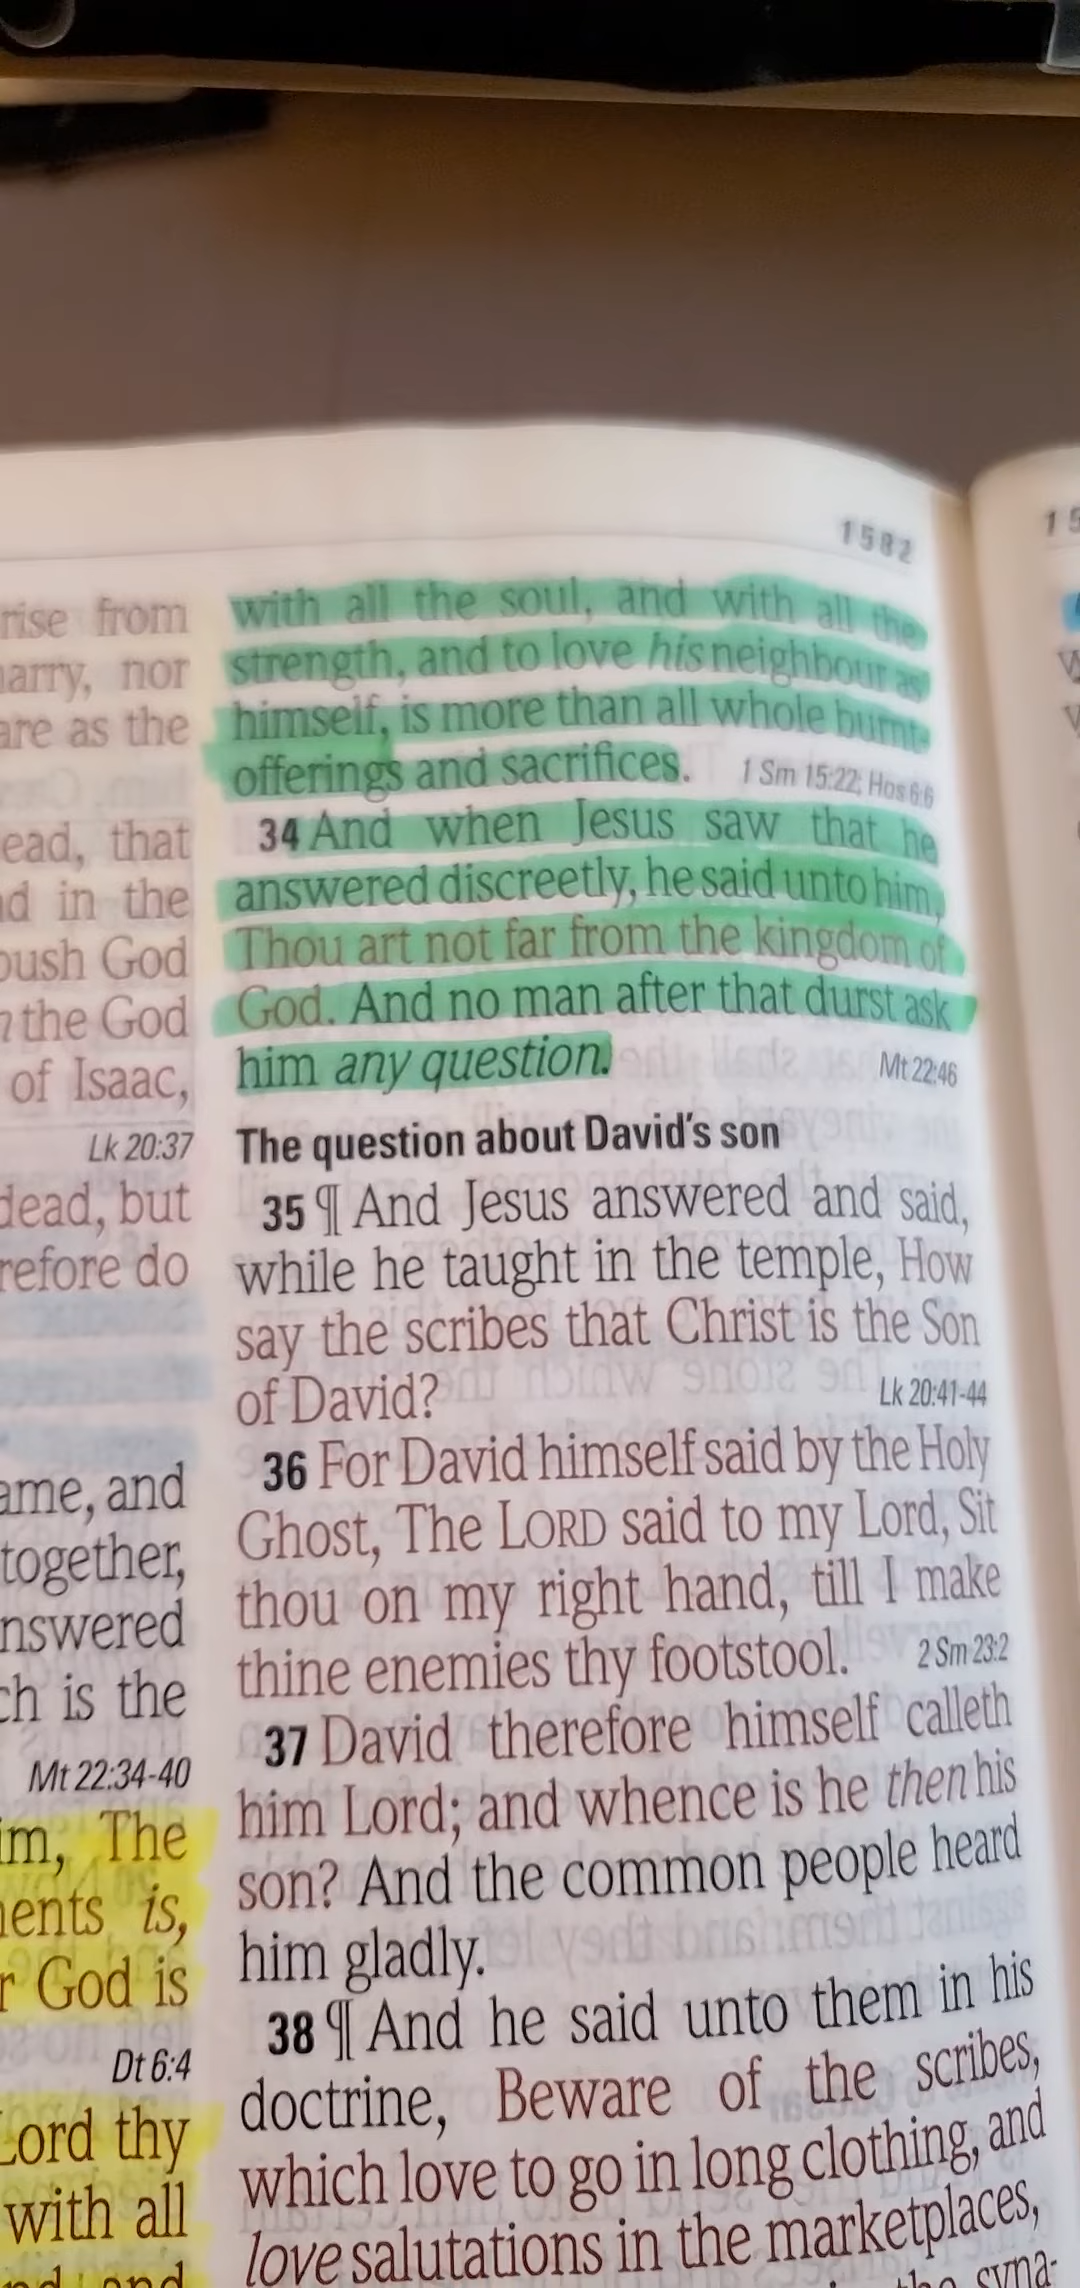 1582
rise from
nor
are as the
ead, that
in the
God
the God
of Isaac,
Lk 20:37
dead, but
refore do
and
together,
nswered
is the
Mt 22:34-40
The
is,
God is
Dt 6:4
Lord thy
with all
and
with all the soul, and with all the
strength, and to love his neighbour as
himself, is more than all whole burnt-
offerings and sacrifices. 1 Sm 15:22; Hos 6:6
34 And when Jesus saw that he
answered discreetly, he said unto him,
Thou art not far from the kingdom of
God. And no man after that durst ask
him any question. Mt 22:46
The question about David's son
35 ¶ And Jesus answered and said,
while he taught in the temple, How
say the scribes that Christ is the Son
of David? Lk 20:41-44
36 For David himself said by the Holy
Ghost, The LORD said to my Lord, Sit
thou on my right hand, till I make
thine enemies thy footstool. 2 Sm 23:2
37 David therefore himself calleth
him Lord; and whence is he then his
son? And the common people heard
him gladly.
38 ¶ And he said unto them in his
doctrine, Beware of the scribes,
which love to go in long clothing, and
love salutations in the marketplaces,
syna-
15